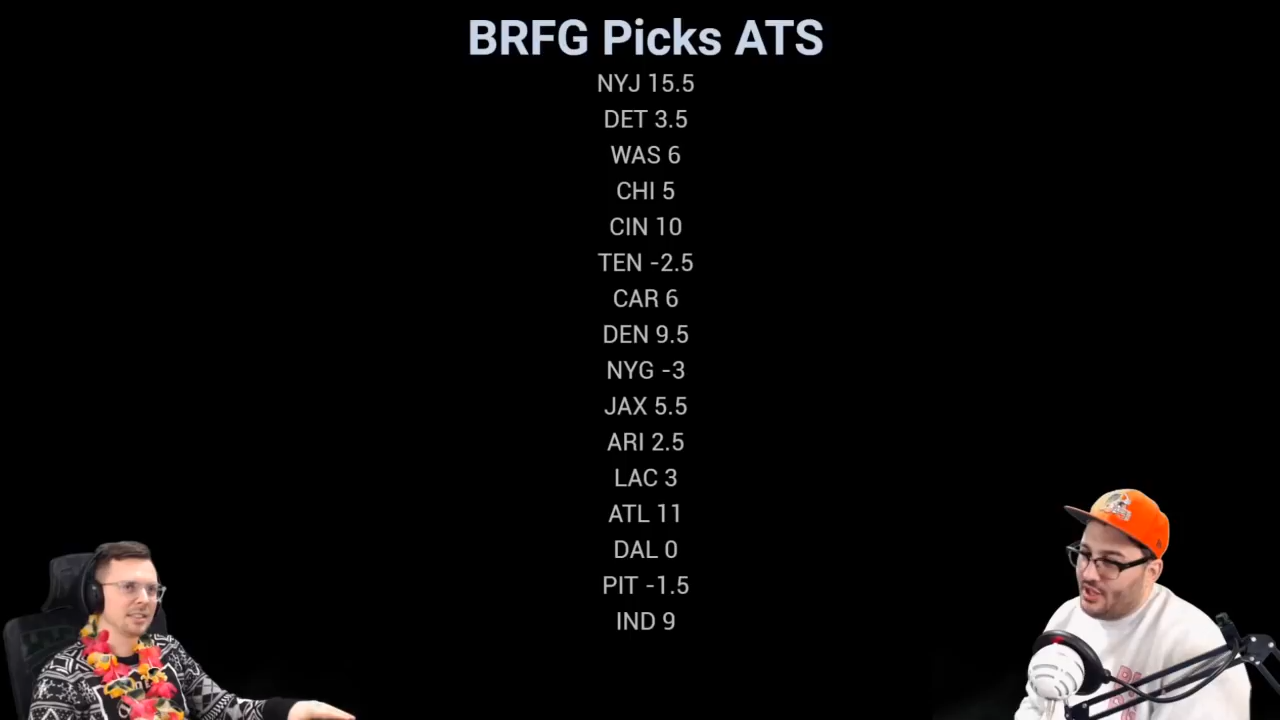 BRFG Picks ATS
NYJ 15.5
DET 3.5
WAS 6
CHI 5
CIN 10
TEN -2.5
CAR 6
DEN 9.5
NYG -3
JAX 5.5
ARI 2.5
LAC 3
ATL 11
DAL 0
PIT -1.5
IND 9